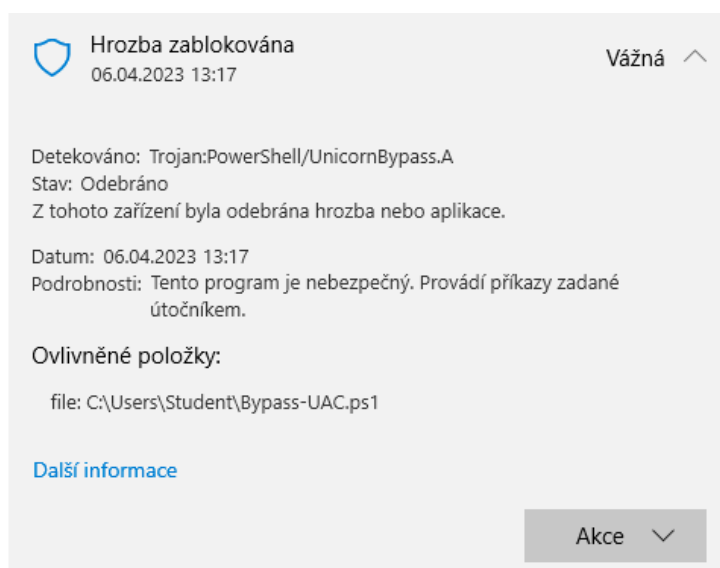 Hrozba zablokována
06.04.2023 13:17
Vážná
Detekováno: Trojan:PowerShell/UnicornBypass.A
Stav: Odebráno
Z tohoto zařízení byla odebrána hrozba nebo aplikace.
Datum: 06.04.2023 13:17
Podrobnosti: Tento program je nebezpečný. Provádí příkazy zadané
útočníkem.
Ovlivněné položky:
file: C:\Users\Student\Bypass-UAC.ps1
Další informace
Akce